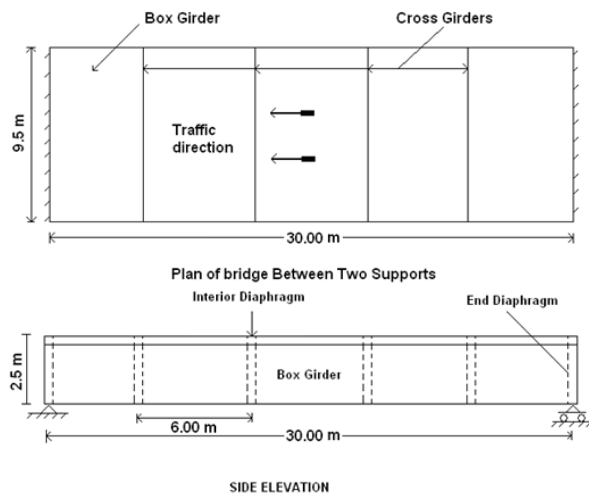 Box Girder
Cross Girders
Traffic
direction
9.5 m
30.00 m
Plan of bridge Between Two Supports
Interior Diaphragm
End Diaphragm
2.5 m
Box Girder
6.00 m
30.00 m
SIDE ELEVATION